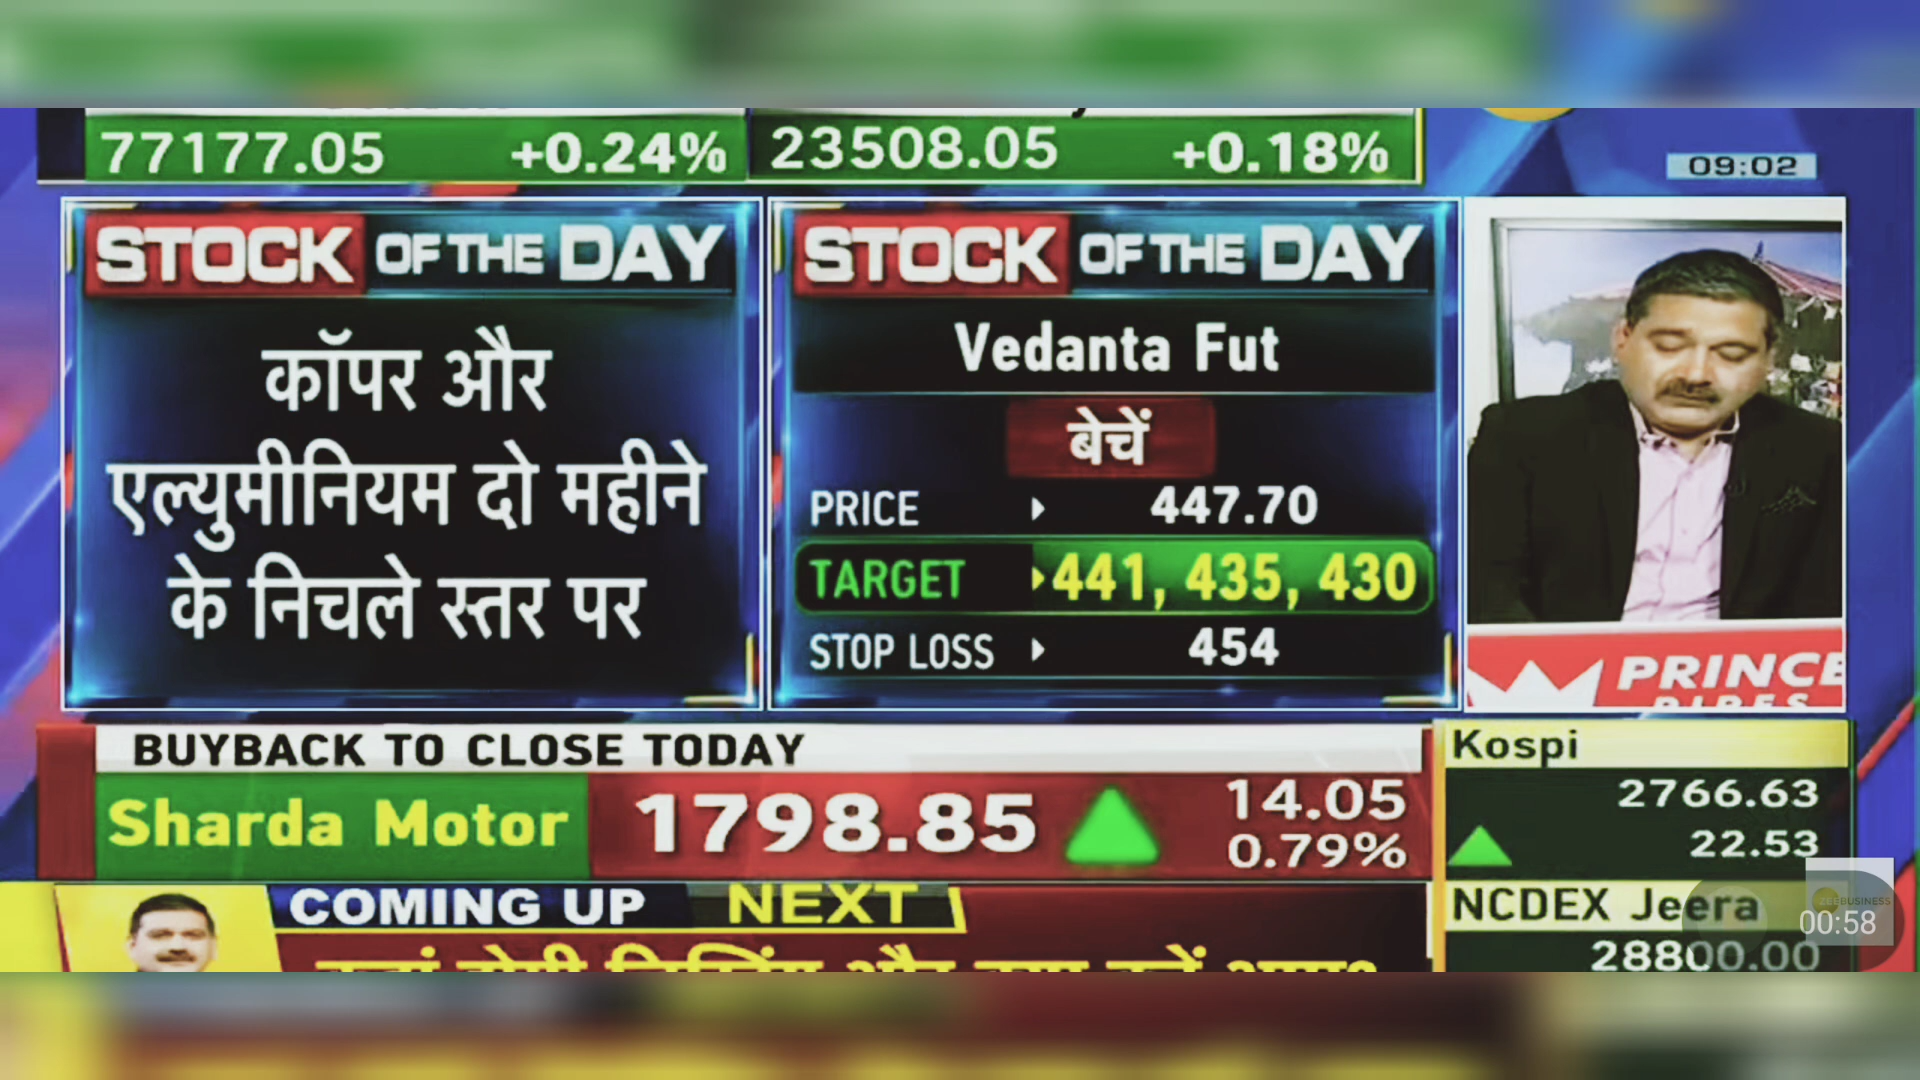 77177.05 +0.24% 23508.05 +0.18%
09:02
STOCK OF THE DAY
कॉपर और
एल्युमीनियम दो महीने
के निचले स्तर पर
STOCK OF THE DAY
Vedanta Fut
बेचें
PRICE 447.70
TARGET 441, 435, 430
STOP LOSS 454
PRINCE
PIPES
BUYBACK TO CLOSE TODAY
Sharda Motor 1798.85 14.05
0.79%
Kospi
2766.63
22.53
NCDEX Jeera
28800.00
COMING UP NEXT
ZEEBUSINESS
00:58